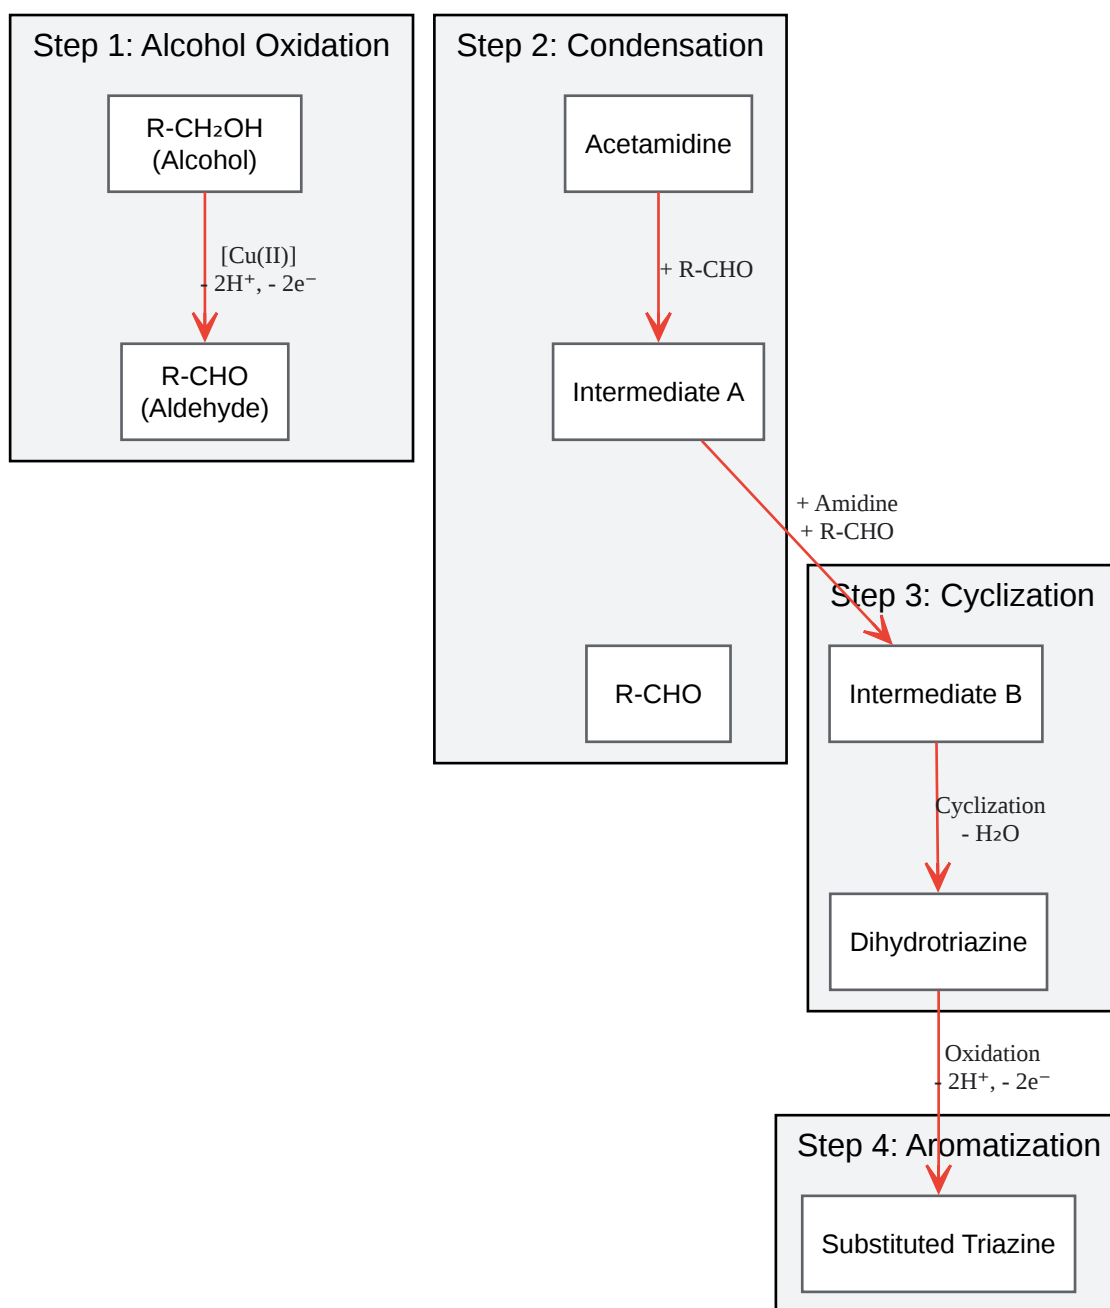 Step 1: Alcohol Oxidation
R-CH₂OH
(Alcohol)
[Cu(II)]
- 2H⁺, - 2e⁻
R-CHO
(Aldehyde)
Step 2: Condensation
Acetamidine
+ R-CHO
Intermediate A
+ Amidine
+ R-CHO
R-CHO
Step 3: Cyclization
Intermediate B
Cyclization
- H₂O
Dihydrotriazine
Oxidation
- 2H⁺, - 2e⁻
Step 4: Aromatization
Substituted Triazine